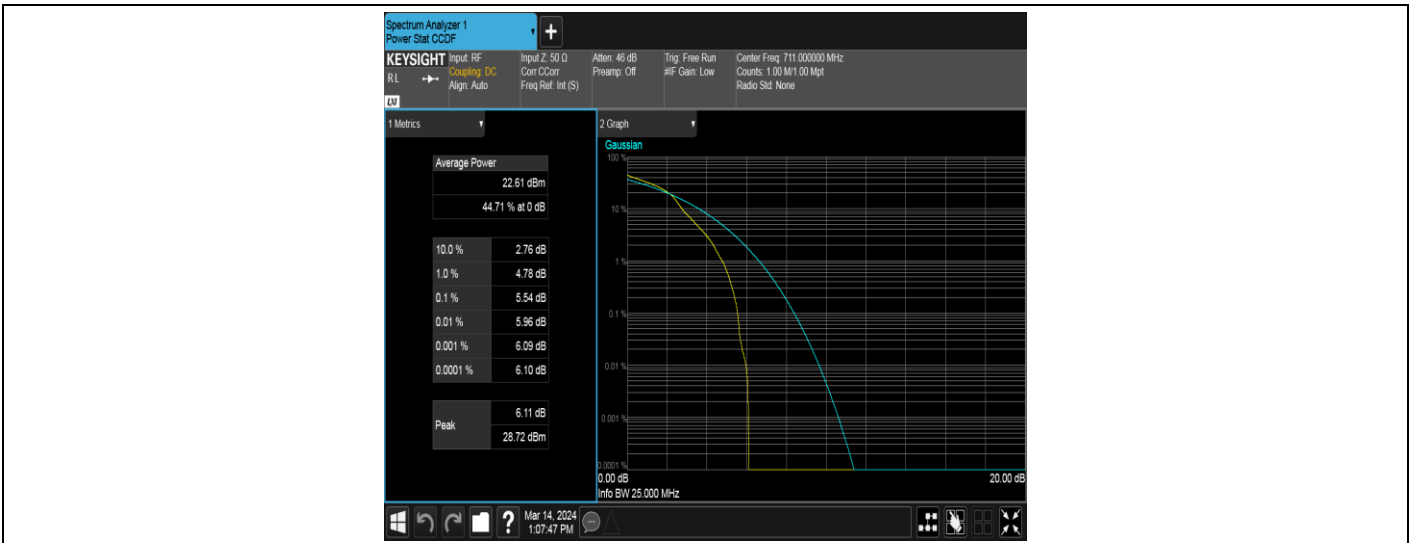 Spectrum Analyzer 1
Power Stat CCDF
+
KEYSIGHT
R L
LXI
Input: RF
Coupling: DC
Align: Auto
Input Z: 50 Ω
Corr CCorr
Freq Ref: Int (S)
Atten: 46 dB
Preamp: Off
Trig: Free Run
#IF Gain: Low
Center Freq: 711.000000 MHz
Counts: 1.00 M/1.00 Mpt
Radio Std: None
1 Metrics
Average Power
22.61 dBm
44.71 % at 0 dB
10.0 % 2.76 dB
1.0 % 4.78 dB
0.1 % 5.54 dB
0.01 % 5.96 dB
0.001 % 6.09 dB
0.0001 % 6.10 dB
Peak
6.11 dB
28.72 dBm
2 Graph
Gaussian
100 %
10 %
1 %
0.1 %
0.01 %
0.001 %
0.0001 %
0.00 dB 20.00 dB
Info BW 25.000 MHz
?
Mar 14, 2024
1:07:47 PM